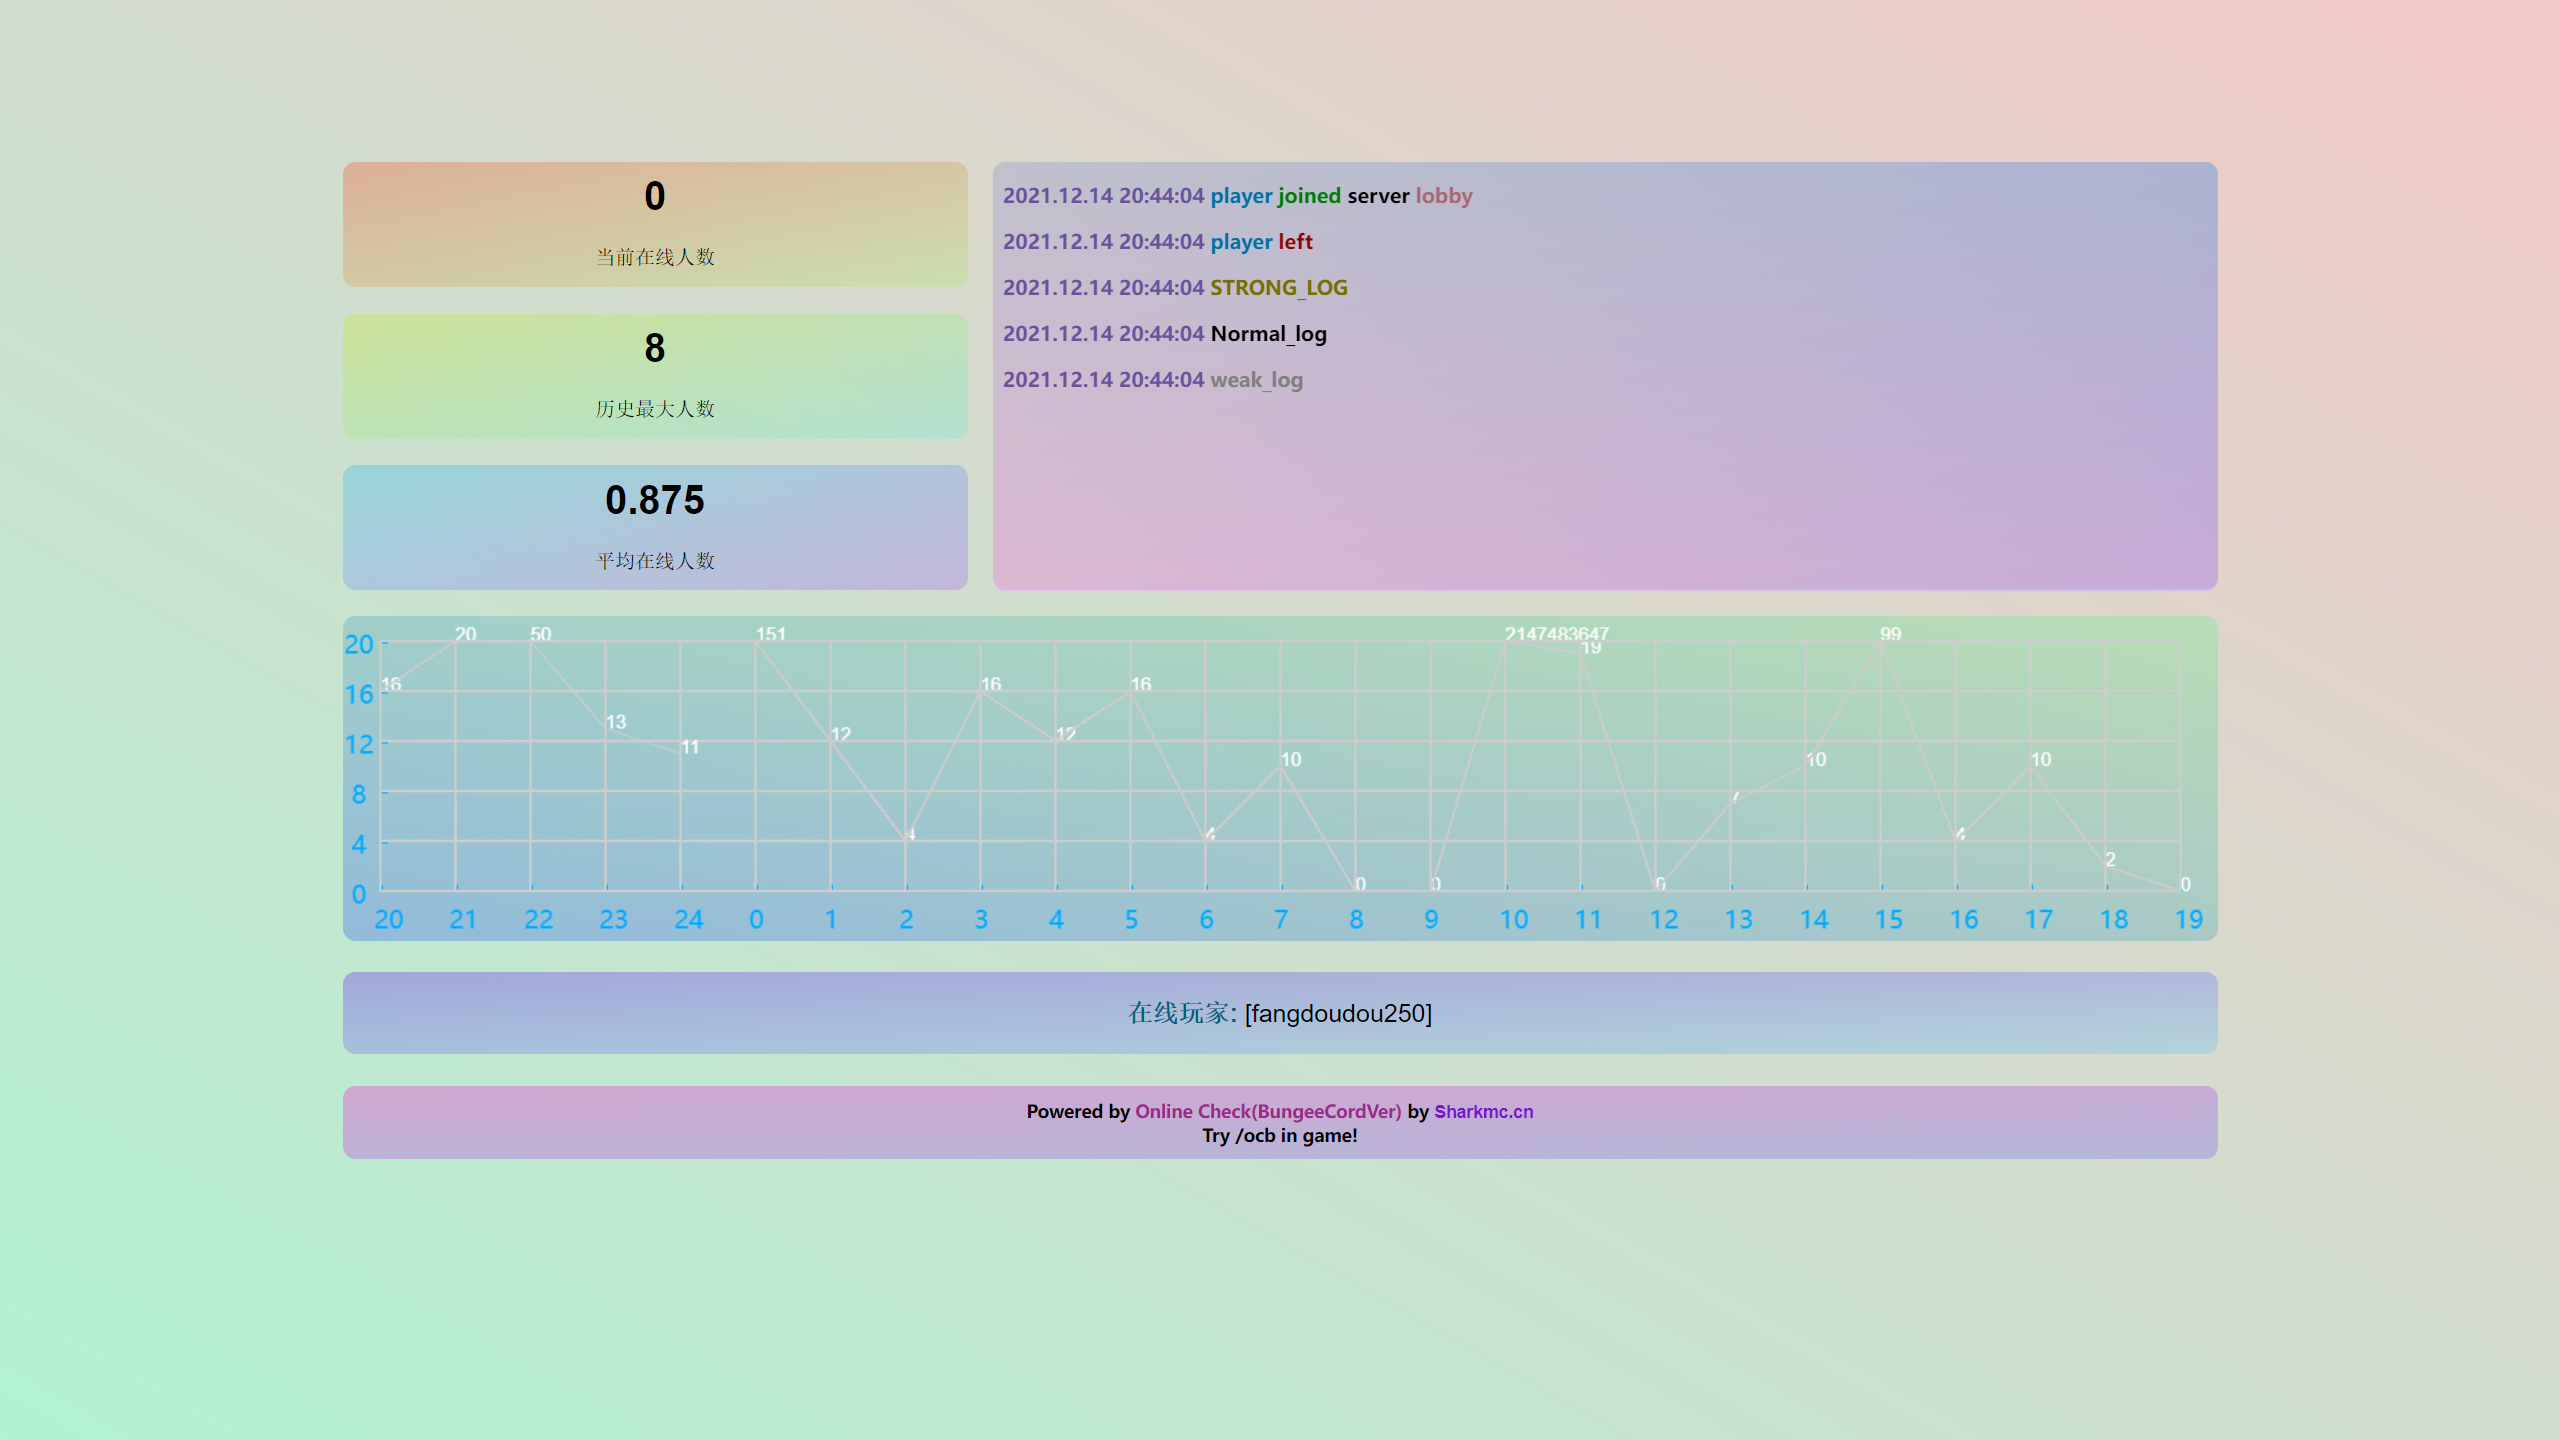 0
当前在线人数
8
历史最大人数
0.875
平均在线人数
2021.12.14 20:44:04 player joined server lobby
2021.12.14 20:44:04 player left
2021.12.14 20:44:04 STRONG_LOG
2021.12.14 20:44:04 Normal_log
2021.12.14 20:44:04 weak_log
20
16
12
8
4
0
16 20 50 13 11 151 12 4 16 12 16 4 10 0 0 2147483647 19 0 7 10 99 4 10 2 0
20 21 22 23 24 0 1 2 3 4 5 6 7 8 9 10 11 12 13 14 15 16 17 18 19
在线玩家: [fangdoudou250]
Powered by Online Check(BungeeCordVer) by Sharkmc.cn
Try /ocb in game!